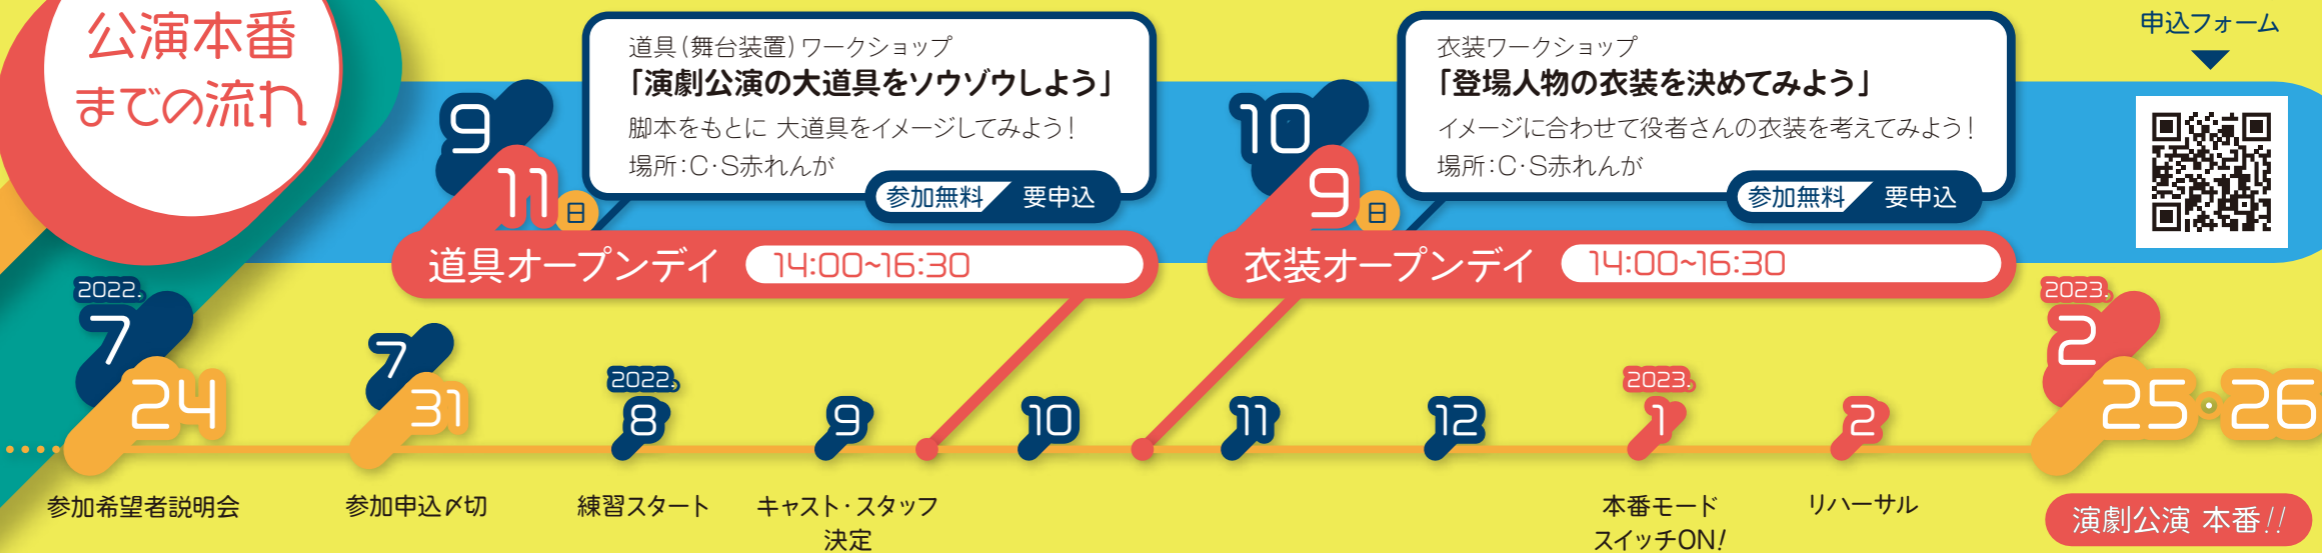 公演本番
までの流れ
9
11 日
道具(舞台装置)ワークショップ
「演劇公演の大道具をソウゾウしよう」
脚本をもとに 大道具をイメージしてみよう!
場所:C・S赤れんが
参加無料 要申込
道具オープンデイ 14:00~16:30
10
9 日
衣装ワークショップ
「登場人物の衣装を決めてみよう」
イメージに合わせて役者さんの衣装を考えてみよう!
場所:C・S赤れんが
参加無料 要申込
衣装オープンデイ 14:00~16:30
申込フォーム
2022.
7
24
参加希望者説明会
7
31
参加申込〆切
2022.
8
練習スタート
9
キャスト・スタッフ
決定
10
11
12
2023.
1
本番モード
スイッチON!
2
リハーサル
2023.
2
25・26
演劇公演 本番!!